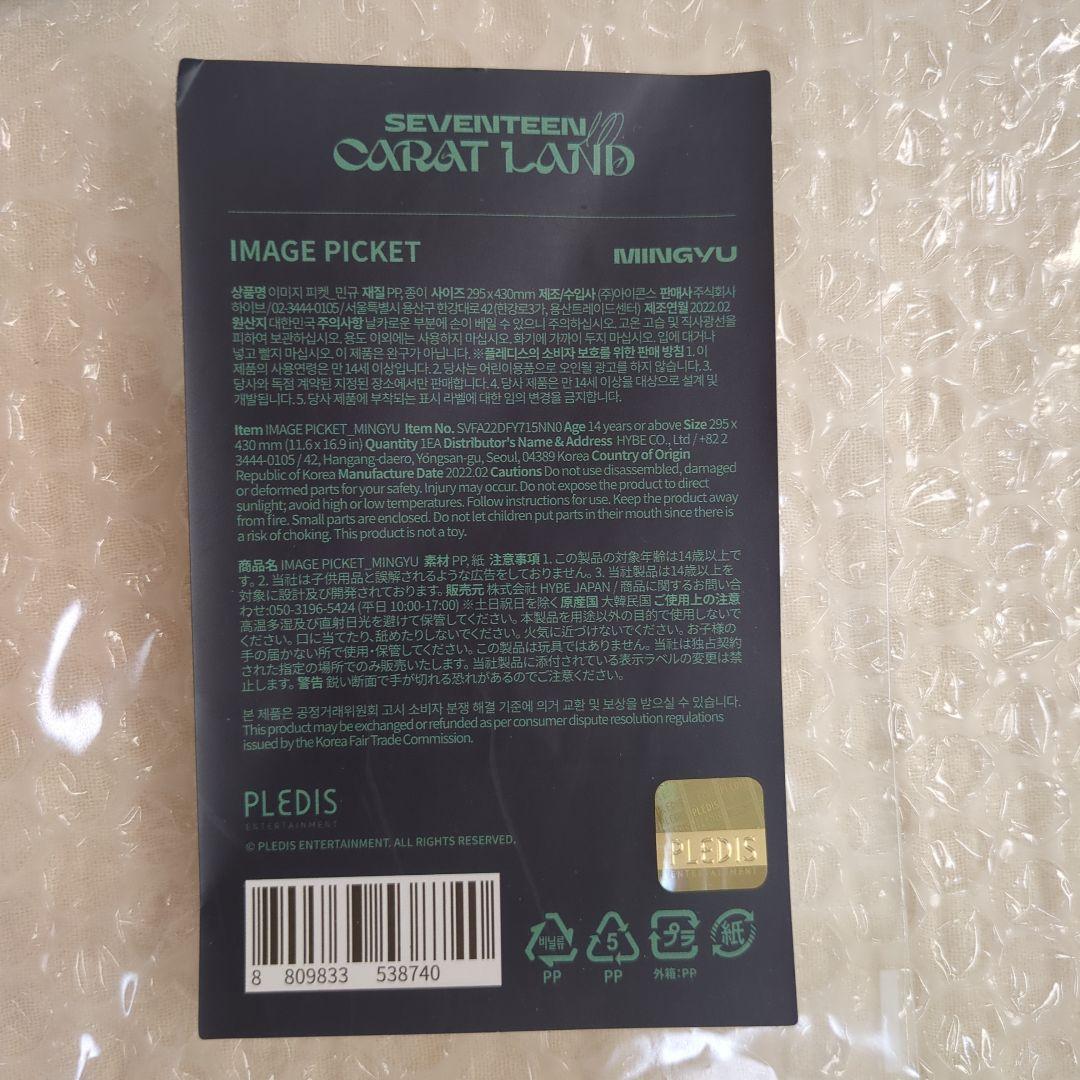 SEVENTEEN
CARAT LAND
IMAGE PICKET
MINGYU
상품명 이미지 피켓_민규 재질 PP, 종이 사이즈 295 x 430mm 제조/수입사 (주)아이콘스 판매사 주식회사
하이브 / 02-3444-0105 / 서울특별시 용산구 한강대로 42 (한강로3가, 용산트레이드센터) 제조연월 2022.02
원산지 대한민국 주의사항 날카로운 부분에 손이 베일 수 있으니 주의하십시오. 고온 고습 및 직사광선을
피하여 보관하십시오. 용도 이외에는 사용하지 마십시오. 화기에 가까이 두지 마십시오. 입에 대거나
넣고 빨지 마십시오. 이 제품은 완구가 아닙니다. ※플레디스의 소비자 보호를 위한 판매 방침 1. 이
제품의 사용연령은 만 14세 이상입니다. 2. 당사는 어린이용품으로 오인될 광고를 하지 않습니다. 3.
당사와 독점 계약된 지정된 장소에서만 판매합니다. 4. 당사 제품은 만 14세 이상을 대상으로 설계 및
개발됩니다. 5. 당사 제품에 부착되는 표시 라벨에 대한 임의 변경을 금지합니다.
Item IMAGE PICKET_MINGYU Item No. SVFA22DFY715NN0 Age 14 years or above Size 295 x
430 mm (11.6 x 16.9 in) Quantity 1EA Distributor's Name & Address HYBE CO., Ltd / +82 2
3444-0105 / 42, Hangang-daero, Yongsan-gu, Seoul, 04389 Korea Country of Origin
Republic of Korea Manufacture Date 2022.02 Cautions Do not use disassembled, damaged
or deformed parts for your safety. Injury may occur. Do not expose the product to direct
sunlight; avoid high or low temperatures. Follow instructions for use. Keep the product away
from fire. Small parts are enclosed. Do not let children put parts in their mouth since there is
a risk of choking. This product is not a toy.
商品名 IMAGE PICKET_MINGYU 素材 PP, 紙 注意事項 1. この製品の対象年齢は14歳以上で
す。2. 当社は子供用品と誤解されるような広告をしておりません。3. 当社製品は14歳以上を
対象に設計及び開発されております。販売元 株式会社 HYBE JAPAN / 商品に関するお問い合
わせ:050-3196-5424 (平日 10:00-17:00) ※土日祝日を除く 原産国 大韓民国 ご使用上の注意
高温多湿及び直射日光を避けて保管してください。本製品を用途以外の目的で使用しないで
ください。口に当てたり、舐めたりしないでください。火気に近づけないでください。お子様の
手の届かない所で使用・保管してください。この製品は玩具ではありません。当社は独占契約
された指定の場所でのみ販売いたします。当社製品に添付されている表示ラベルの変更は禁
止します。警告 鋭い断面で手が切れる恐れがあるのでご注意ください。
본 제품은 공정거래위원회 고시 소비자 분쟁 해결 기준에 의거 교환 및 보상을 받으실 수 있습니다.
This product may be exchanged or refunded as per consumer dispute resolution regulations
issued by the Korea Fair Trade Commission.
PLEDIS
ENTERTAINMENT
© PLEDIS ENTERTAINMENT. ALL RIGHTS RESERVED.
PLEDIS
PLEDIS
ENTERTAINMENT
8 809833 538740
비닐류
PP
5
PP
プラ
外箱:PP
紙